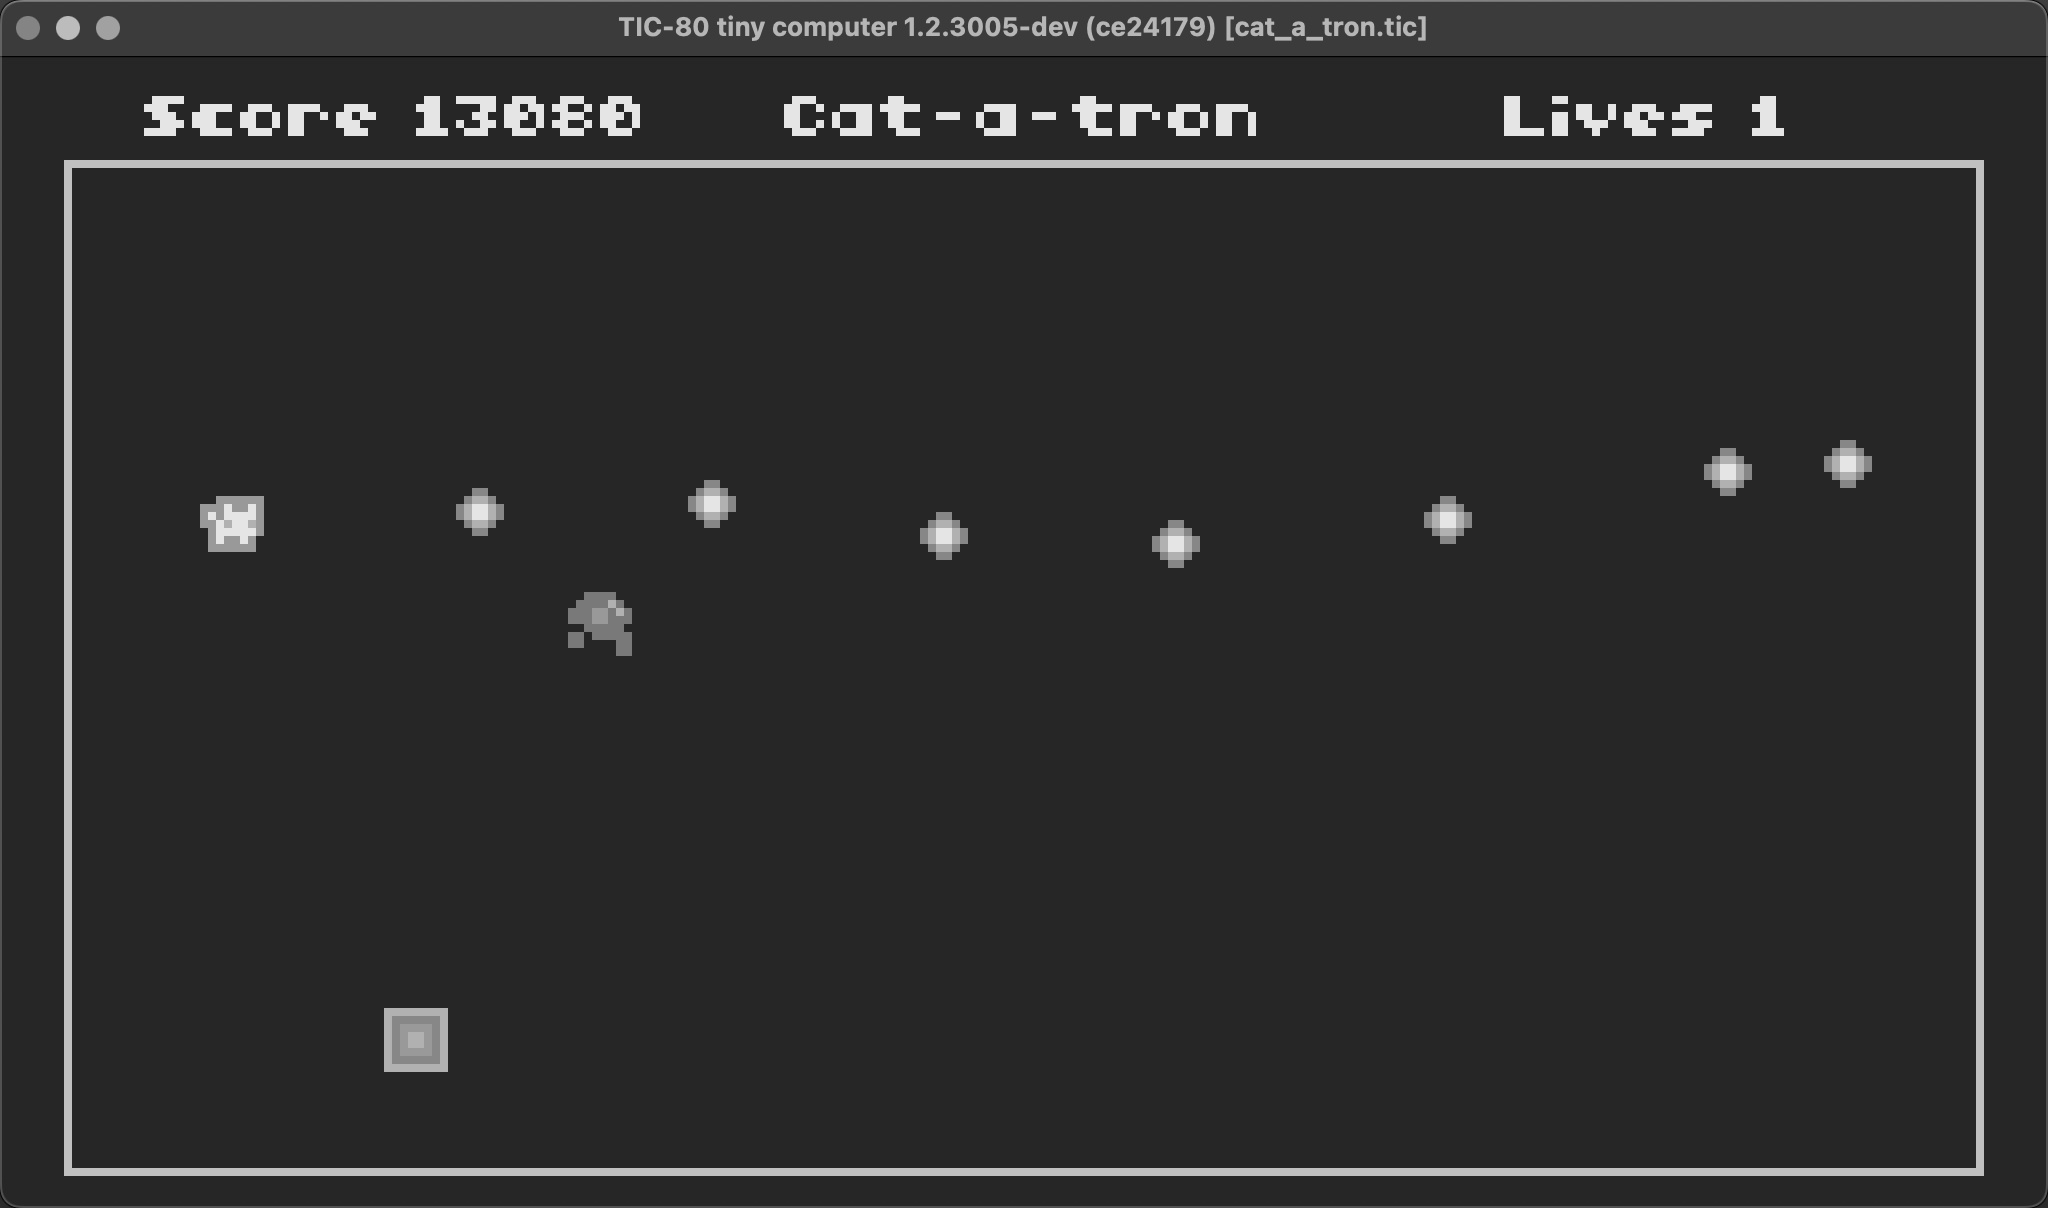 TIC-80 tiny computer 1.2.3005-dev (ce24179) [cat_a_tron.tic]
Score 13080 Cat-a-tron Lives 1